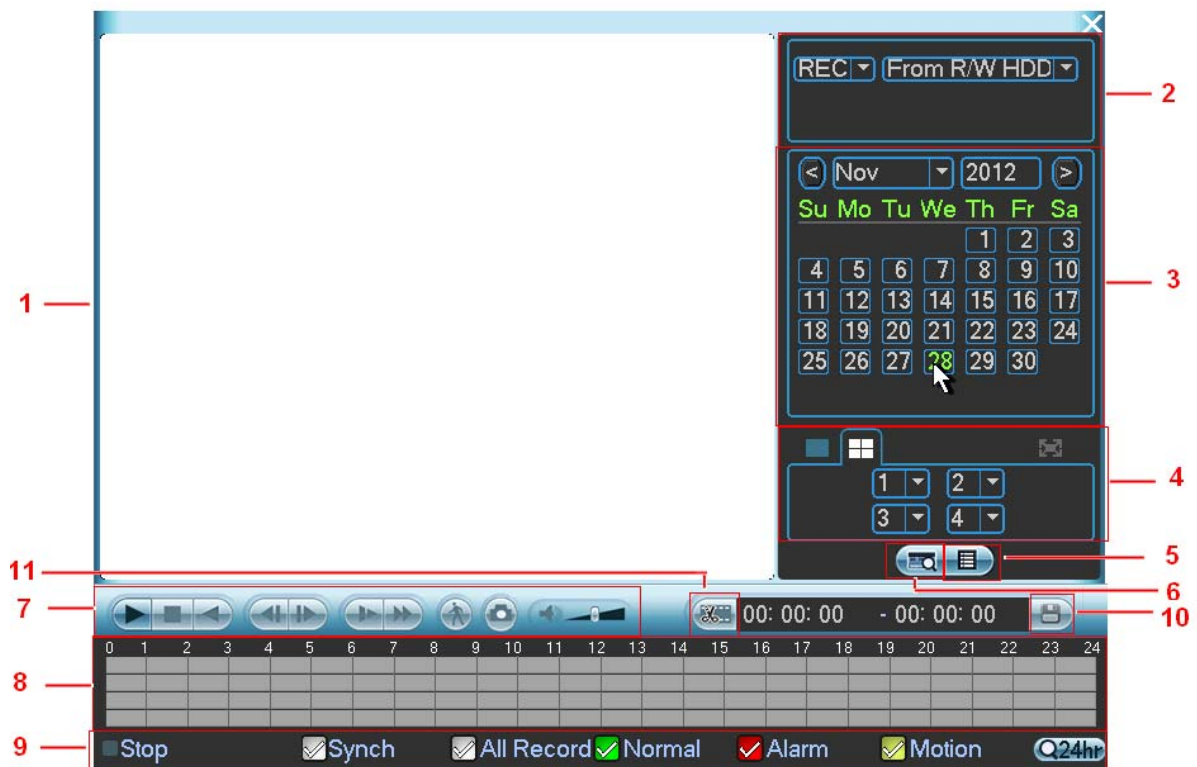 REC From R/W HDD
2
< Nov 2012 >
Su Mo Tu We Th Fr Sa
1 2 3
4 5 6 7 8 9 10
11 12 13 14 15 16 17
18 19 20 21 22 23 24
25 26 27 28 29 30
1
3
1 2
3 4
4
5
6
11
7
00: 00: 00 - 00: 00: 00
10
0 1 2 3 4 5 6 7 8 9 10 11 12 13 14 15 16 17 18 19 20 21 22 23 24
8
9
Stop Synch All Record Normal Alarm Motion 24hr